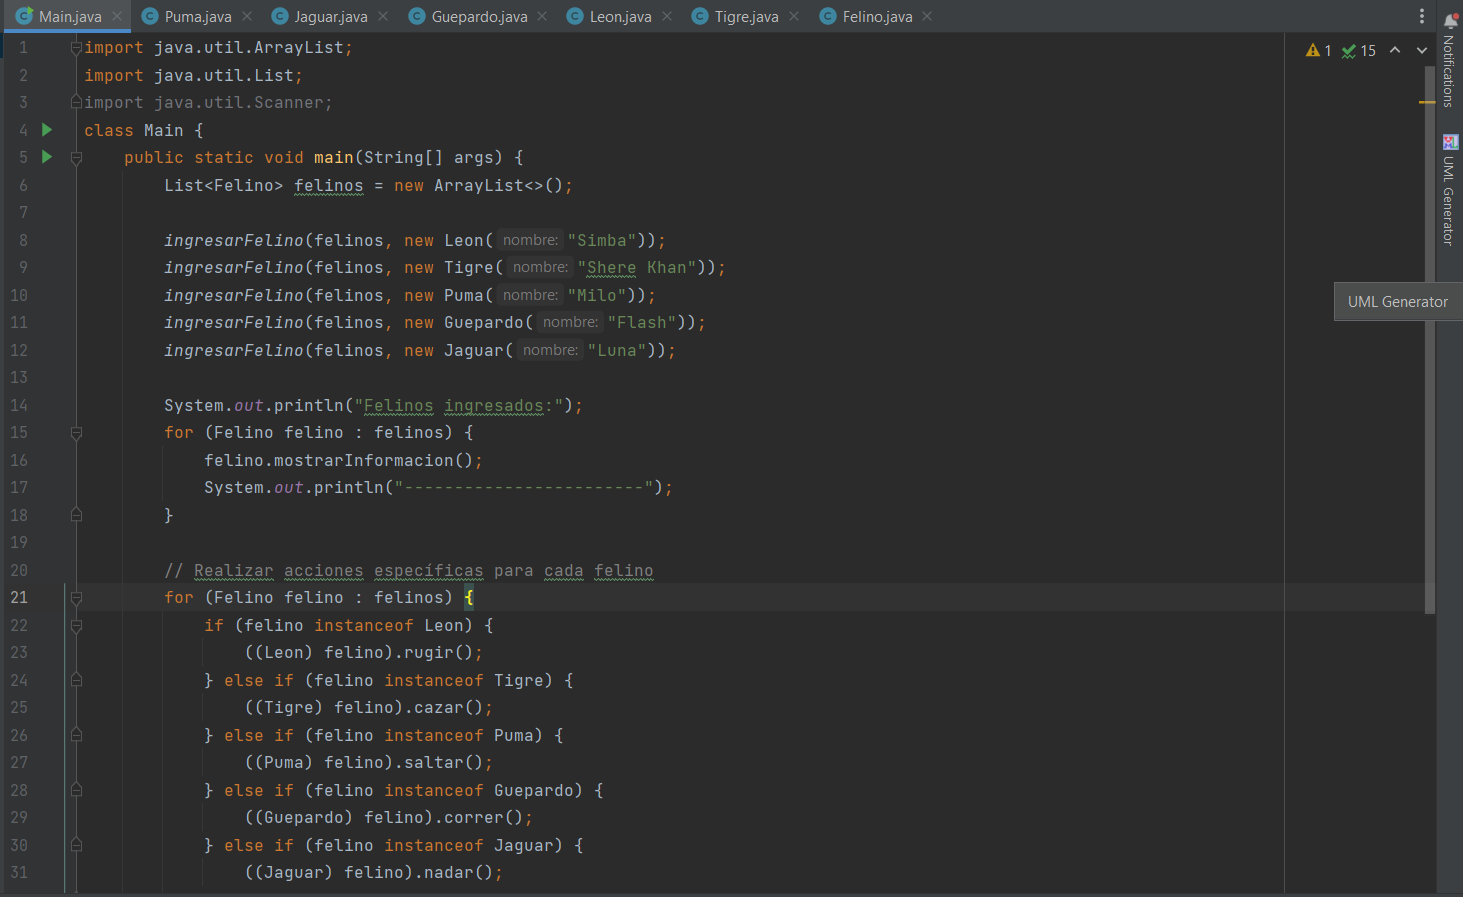 Main.java Puma.java Jaguar.java Guepardo.java Leon.java Tigre.java Felino.java
1 import java.util.ArrayList;
2 import java.util.List;
3 import java.util.Scanner;
4 class Main {
5 public static void main(String[] args) {
6 List<Felino> felinos = new ArrayList<>();
7
8 ingresarFelino(felinos, new Leon( nombre: "Simba"));
9 ingresarFelino(felinos, new Tigre( nombre: "Shere Khan"));
10 ingresarFelino(felinos, new Puma( nombre: "Milo"));
11 ingresarFelino(felinos, new Guepardo( nombre: "Flash"));
12 ingresarFelino(felinos, new Jaguar( nombre: "Luna"));
13
14 System.out.println("Felinos ingresados:");
15 for (Felino felino : felinos) {
16 felino.mostrarInformacion();
17 System.out.println("------------------------");
18 }
19
20 // Realizar acciones específicas para cada felino
21 for (Felino felino : felinos) {
22 if (felino instanceof Leon) {
23 ((Leon) felino).rugir();
24 } else if (felino instanceof Tigre) {
25 ((Tigre) felino).cazar();
26 } else if (felino instanceof Puma) {
27 ((Puma) felino).saltar();
28 } else if (felino instanceof Guepardo) {
29 ((Guepardo) felino).correr();
30 } else if (felino instanceof Jaguar) {
31 ((Jaguar) felino).nadar();
1 15
Notifications
UML Generator
UML Generator